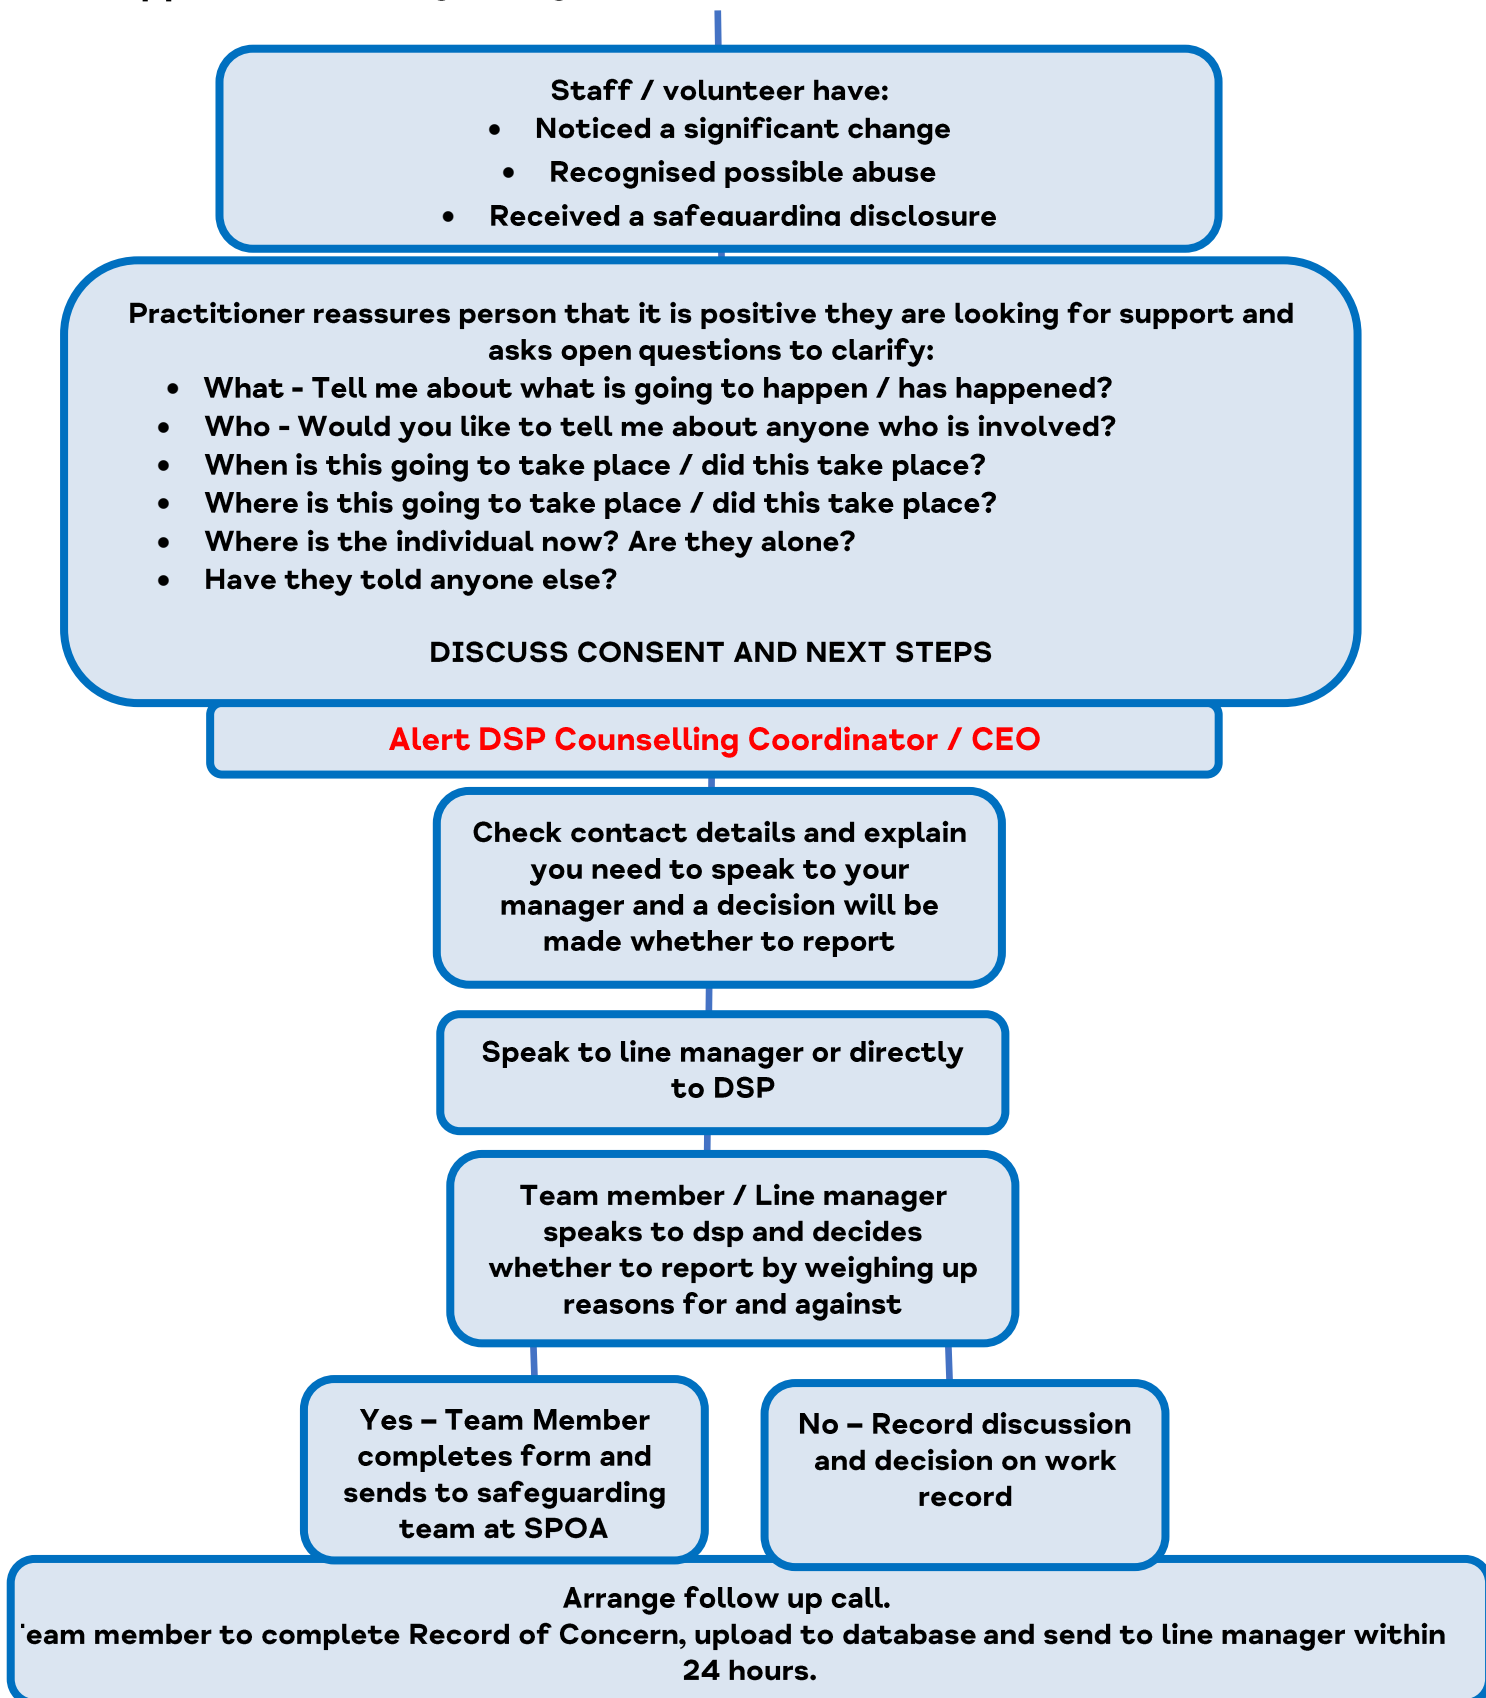 Staff / volunteer have:
• Noticed a significant change
• Recognised possible abuse
• Received a safeguarding disclosure
Practitioner reassures person that it is positive they are looking for support and
asks open questions to clarify:
• What - Tell me about what is going to happen / has happened?
• Who - Would you like to tell me about anyone who is involved?
• When is this going to take place / did this take place?
• Where is this going to take place / did this take place?
• Where is the individual now? Are they alone?
• Have they told anyone else?
DISCUSS CONSENT AND NEXT STEPS
Alert DSP Counselling Coordinator / CEO
Check contact details and explain
you need to speak to your
manager and a decision will be
made whether to report
Speak to line manager or directly
to DSP
Team member / Line manager
speaks to dsp and decides
whether to report by weighing up
reasons for and against
Yes – Team Member
completes form and
sends to safeguarding
team at SPOA
No – Record discussion
and decision on work
record
Arrange follow up call.
eam member to complete Record of Concern, upload to database and send to line manager within
24 hours.